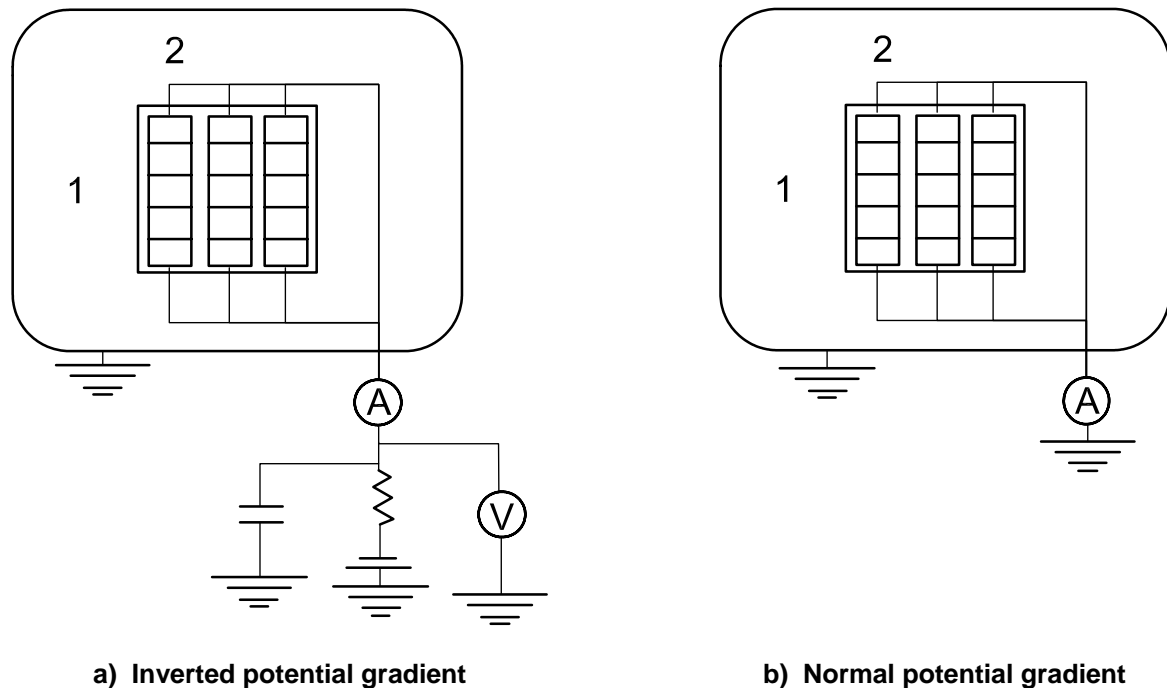 2
1
A
V
a) Inverted potential gradient
2
1
A
b) Normal potential gradient